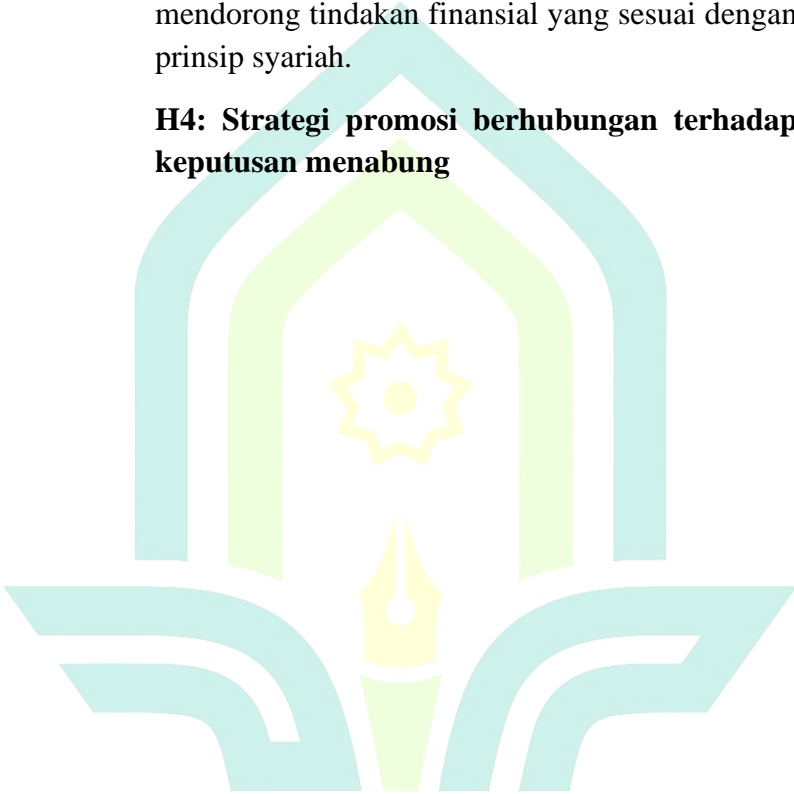 mendorong tindakan finansial yang sesuai dengan
prinsip syariah.
H4: Strategi promosi berhubungan terhadap
keputusan menabung